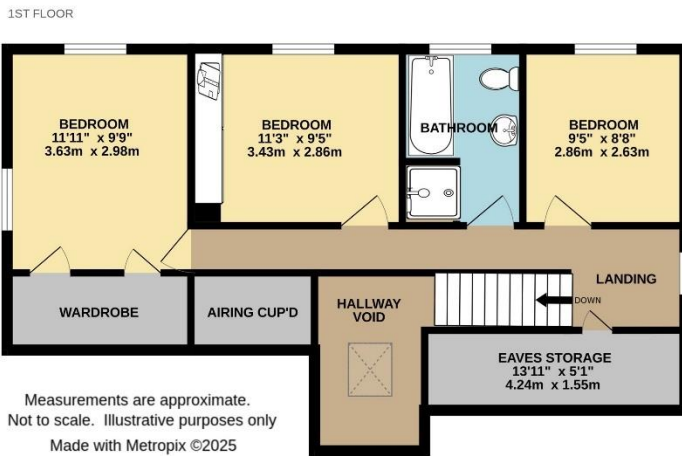 1ST FLOOR
BEDROOM
11'11" x 9'9"
3.63m x 2.98m
BEDROOM
11'3" x 9'5"
3.43m x 2.86m
BATHROOM
BEDROOM
9'5" x 8'8"
2.86m x 2.63m
WARDROBE
AIRING CUP'D
HALLWAY
VOID
DOWN
LANDING
EAVES STORAGE
13'11" x 5'1"
4.24m x 1.55m
Measurements are approximate.
Not to scale. Illustrative purposes only
Made with Metropix ©2025